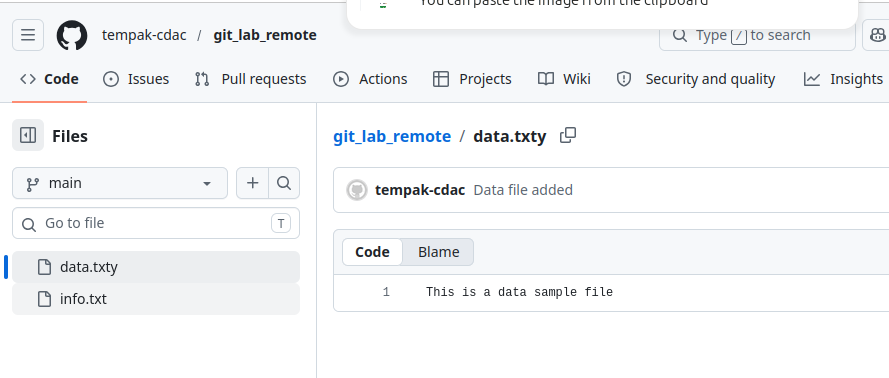 You can paste the image from the clipboard
tempak-cdac / git_lab_remote
Type / to search
Code Issues Pull requests Actions Projects Wiki Security and quality Insights
Files
git_lab_remote / data.txty
main
tempak-cdac Data file added
Go to file T
Code Blame
data.txty
1 This is a data sample file
info.txt